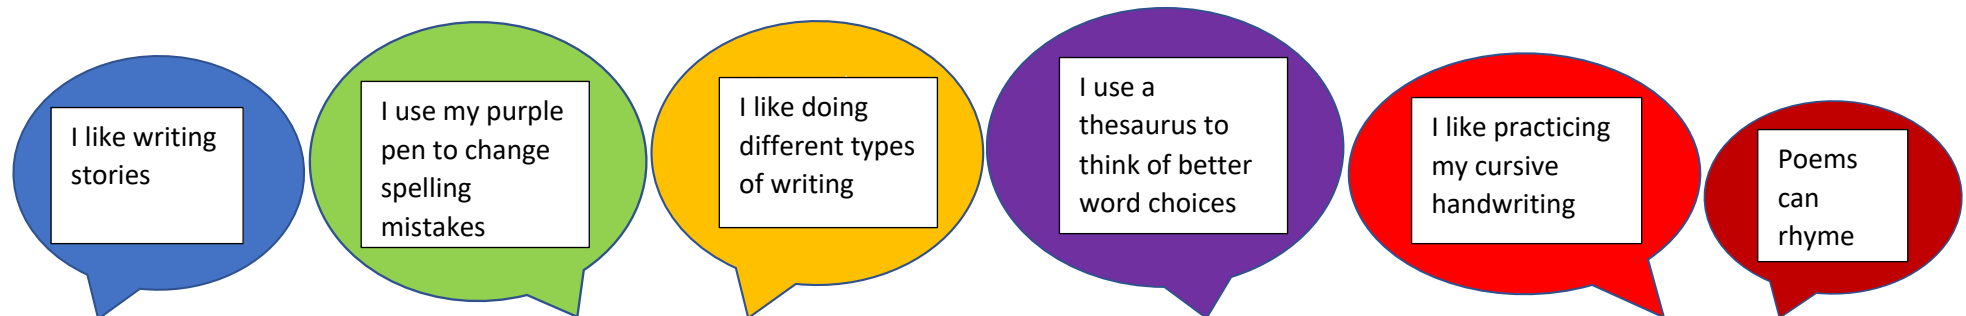 I like writing
stories
I use my purple
pen to change
spelling
mistakes
I like doing
different types
of writing
I use a
thesaurus to
think of better
word choices
I like practicing
my cursive
handwriting
Poems
can
rhyme